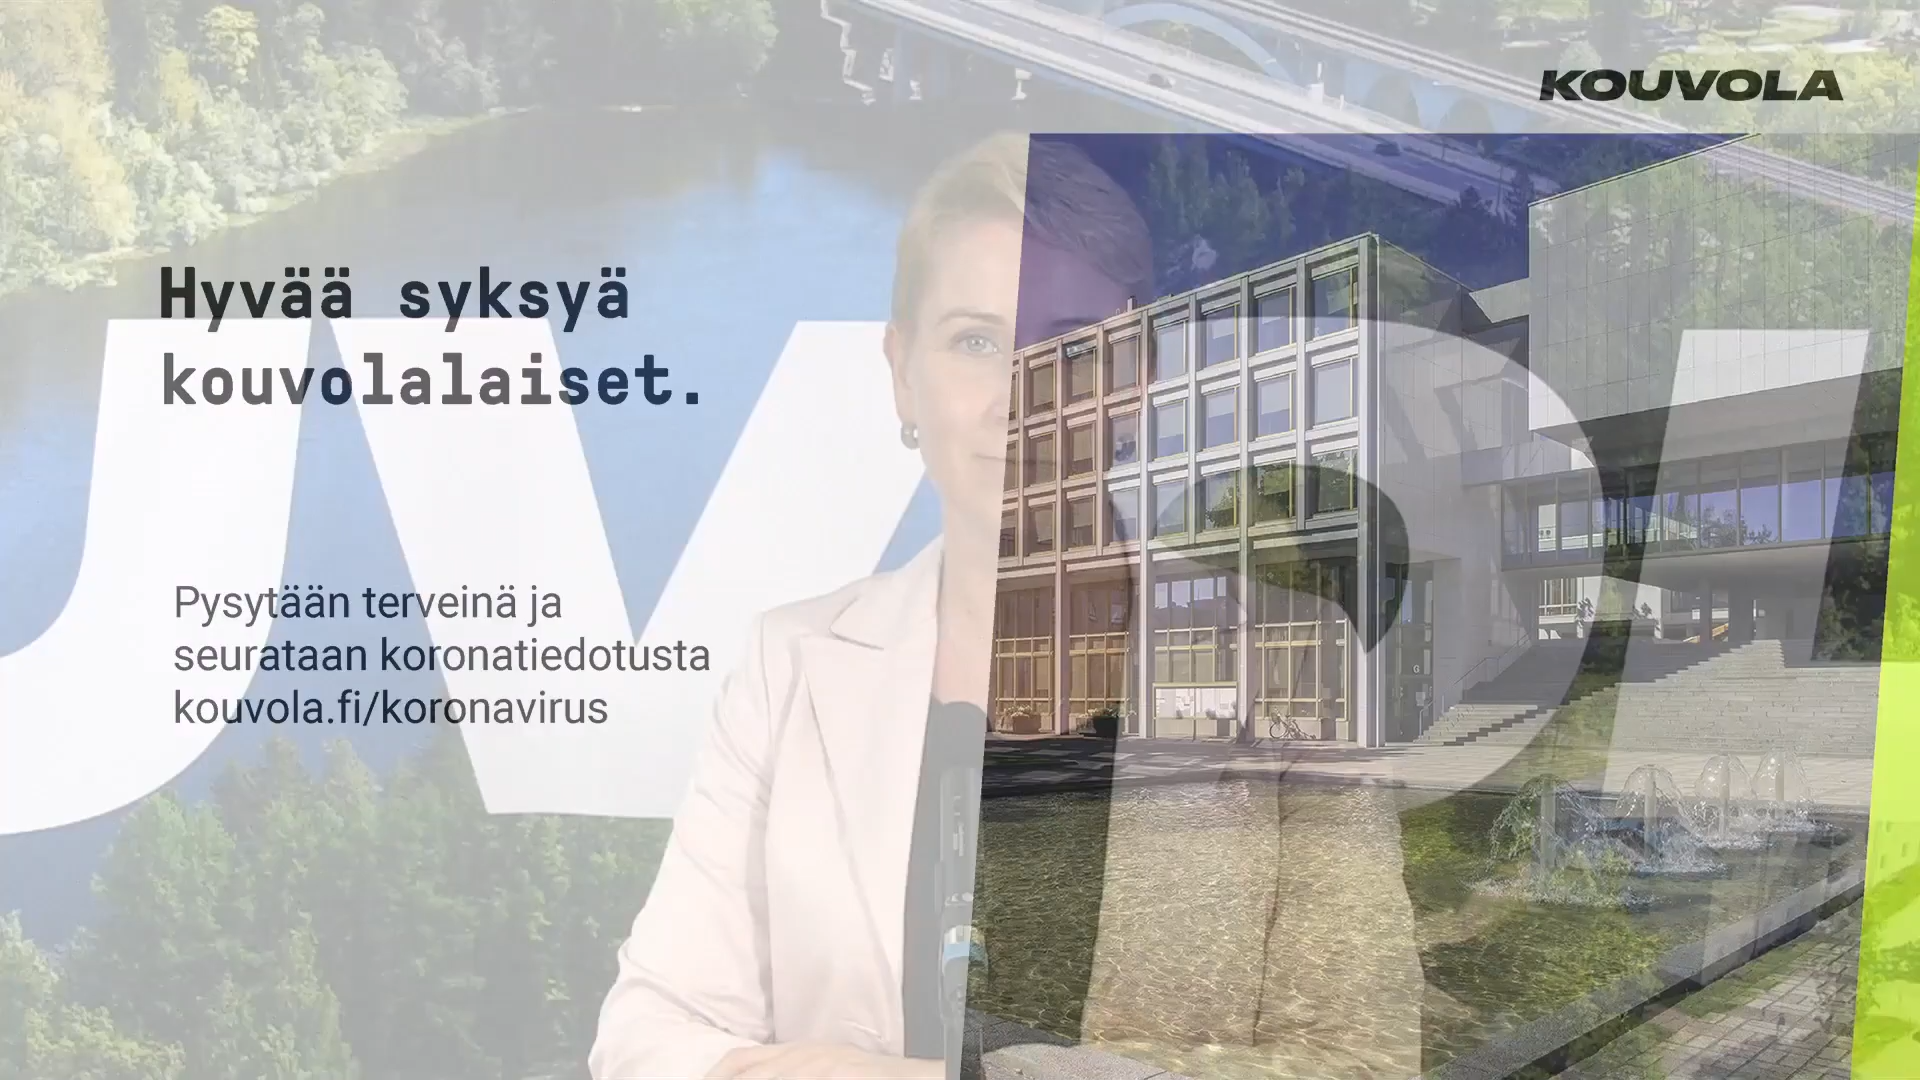 KOUVOLA
Hyvää syksyä
kouvolalaiset.
Pysytään terveinä ja
seurataan koronatiedotusta
kouvola.fi/koronavirus